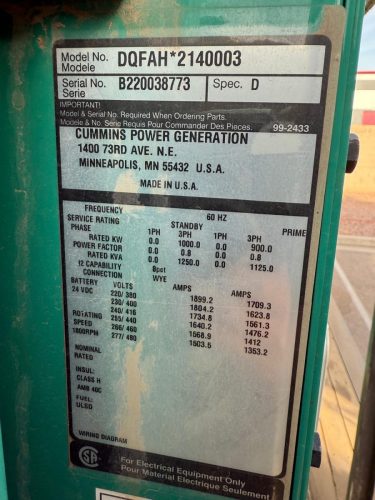 Model No. DQFAH*2140003
Modele
Serial No. B220038773 Spec. D
Serie
IMPORTANT!
Model & Serial No. Required When Ordering Parts.
Modele & No. Serie Requis Pour Commander Des Pieces. 99-2433
CUMMINS POWER GENERATION
1400 73RD AVE. N.E.
MINNEAPOLIS, MN 55432 U.S.A.
MADE IN U.S.A.
FREQUENCY 60 HZ
SERVICE RATING STANDBY PRIME
PHASE 1PH 3PH 1PH 3PH
RATED KW 0.0 1000.0 0.0 900.0
POWER FACTOR 0.0 0.8 0.0 0.8
RATED KVA 0.0 1250.0 0.0 1125.0
12 CAPABILITY 8pot
CONNECTION WYE
BATTERY VOLTS AMPS AMPS
24 VDC 220/380 1899.2 1709.3
230/400 1804.2 1623.8
240/416 1734.8 1561.3
ROTATING 255/440 1640.2 1476.2
SPEED 266/460 1568.9 1412
1800RPM 277/480 1503.5 1353.2
NOMINAL
RATED
INSUL:
CLASS H
AMB 40C
FUEL:
ULSD
WIRING DIAGRAM
For Electrical Equipment Only
Pour Material Electrique Seulement